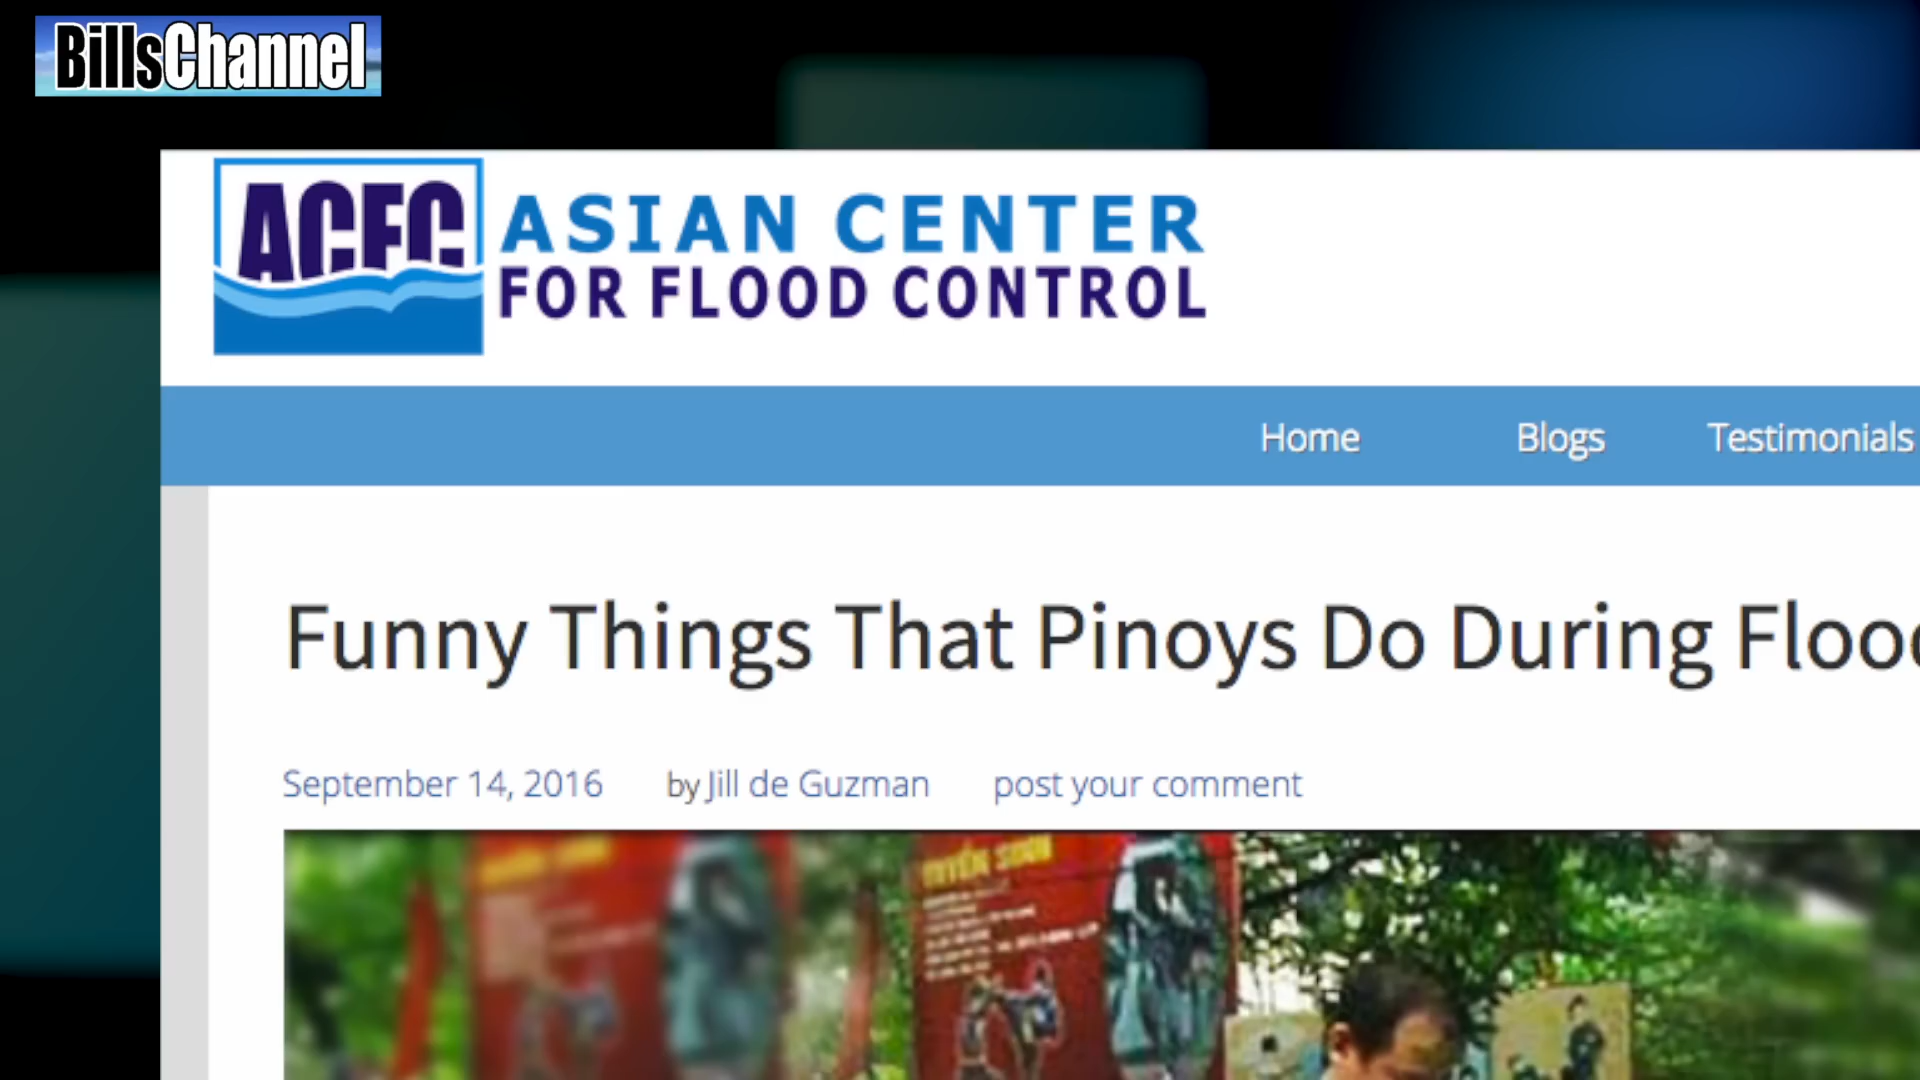 BillsChannel
ACFC
ASIAN CENTER
FOR FLOOD CONTROL
Home Blogs Testimonials
Funny Things That Pinoys Do During Flood
September 14, 2016 by Jill de Guzman post your comment